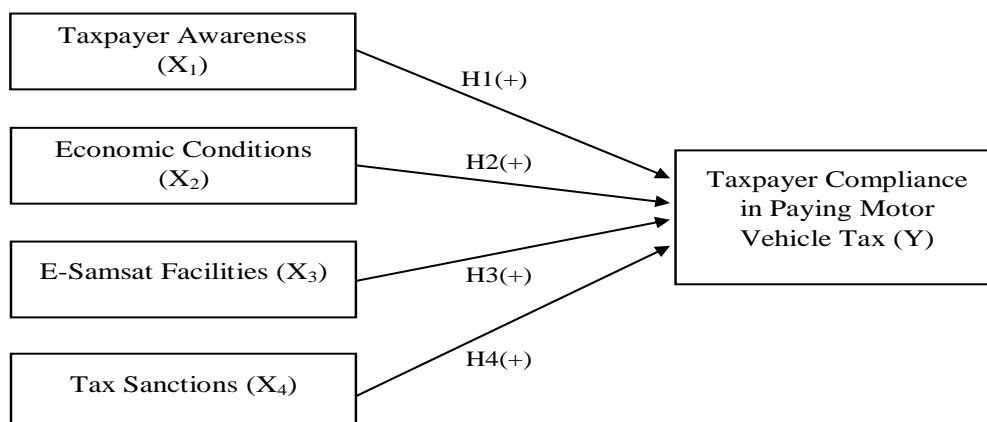 Taxpayer Awareness
(X₁)
H1(+)
Economic Conditions
(X₂)
H2(+)
E-Samsat Facilities (X₃)
H3(+)
Tax Sanctions (X₄)
H4(+)
Taxpayer Compliance
in Paying Motor
Vehicle Tax (Y)